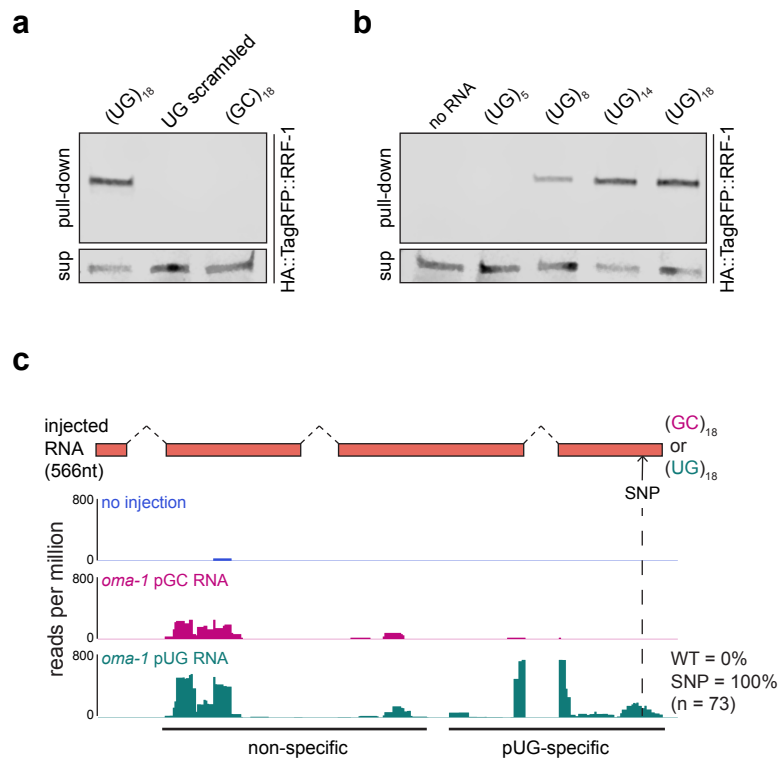 a
(UG)₁₈
UG scrambled
(GC)₁₈
pull-down
sup
HA::TagRFP::RRF-1
b
no RNA
(UG)₅
(UG)₈
(UG)₁₄
(UG)₁₈
pull-down
sup
HA::TagRFP::RRF-1
c
injected
RNA
(566nt)
(GC)₁₈
or
(UG)₁₈
SNP
reads per million
800
no injection
0
800
oma-1 pGC RNA
0
800
oma-1 pUG RNA
0
WT = 0%
SNP = 100%
(n = 73)
non-specific
pUG-specific